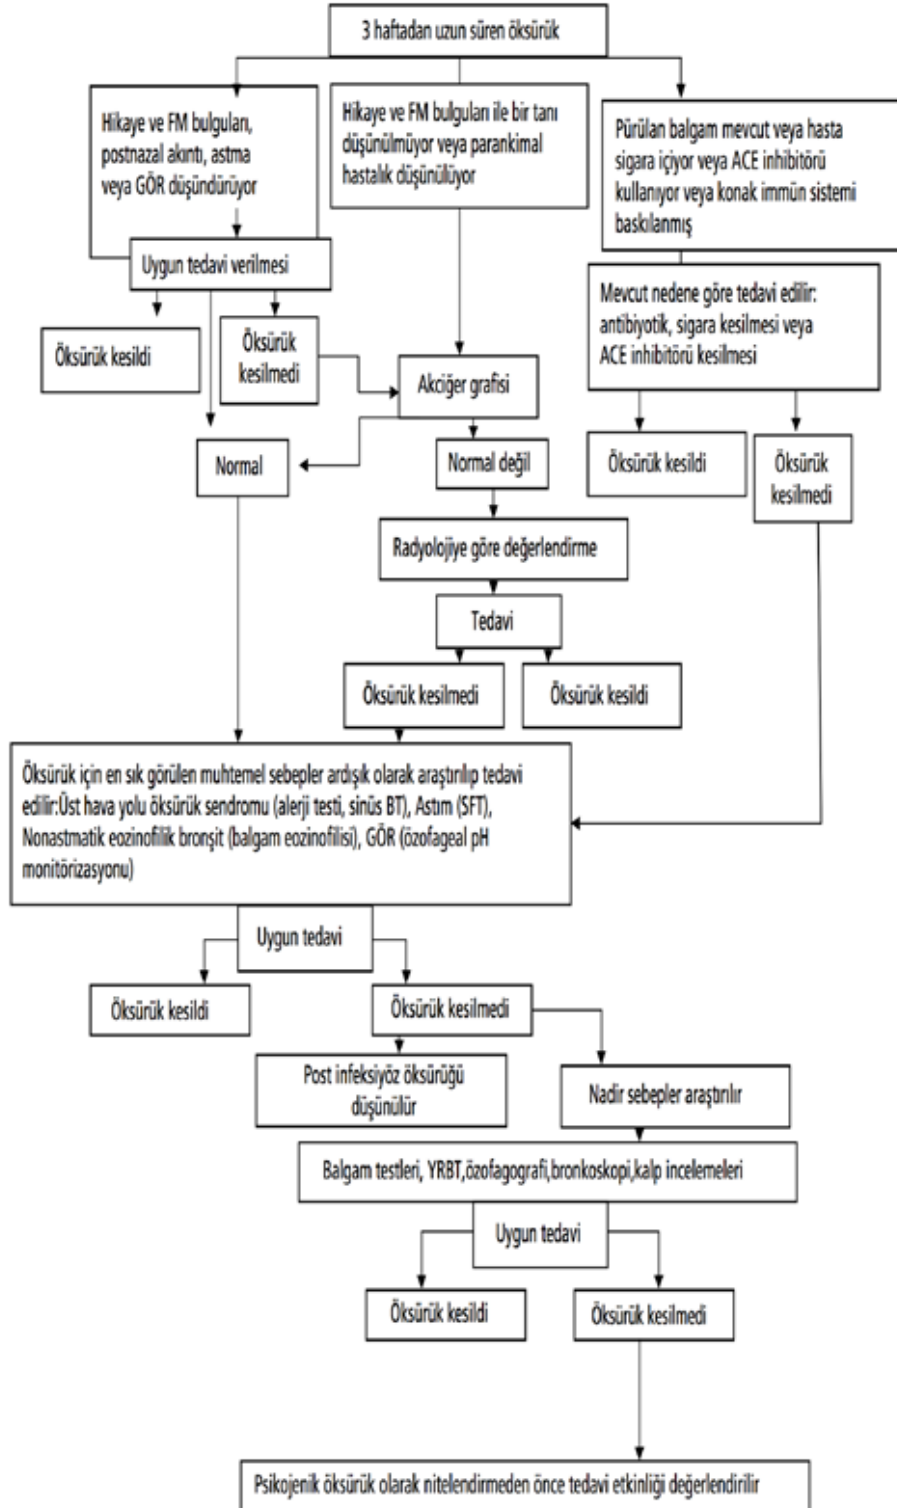 3 haftadan uzun süren öksürük
Hikaye ve FM bulguları,
postnazal akıntı, astma
veya GÖR düşündürüyor
Hikaye ve FM bulguları ile bir tanı
düşünülmüyor veya parankimal
hastalık düşünülüyor
Pürülan balgam mevcut veya hasta
sigara içiyor veya ACE inhibitörü
kullanıyor veya konak immün sistemi
baskılanmış
Uygun tedavi verilmesi
Mevcut nedene göre tedavi edilir:
antibiyotik, sigara kesilmesi veya
ACE inhibitörü kesilmesi
Öksürük kesildi
Öksürük
kesilmedi
Akciğer grafisi
Normal
Normal değil
Öksürük kesildi
Öksürük
kesilmedi
Radyolojiye göre değerlendirme
Tedavi
Öksürük kesilmedi
Öksürük kesildi
Öksürük için en sık görülen muhtemel sebepler ardışık olarak araştırılıp tedavi
edilir:Üst hava yolu öksürük sendromu (alerji testi, sinüs BT), Astım (SFT),
Nonastmatik eozinofilik bronşit (balgam eozinofilisi), GÖR (özofageal pH
monitörizasyonu)
Uygun tedavi
Öksürük kesildi
Öksürük kesilmedi
Post infeksiyöz öksürüğü
düşünülür
Nadir sebepler araştırılır
Balgam testleri, YRBT,özofagografi,bronkoskopi,kalp incelemeleri
Uygun tedavi
Öksürük kesildi
Öksürük kesilmedi
Psikojenik öksürük olarak nitelendirmeden önce tedavi etkinliği değerlendirilir